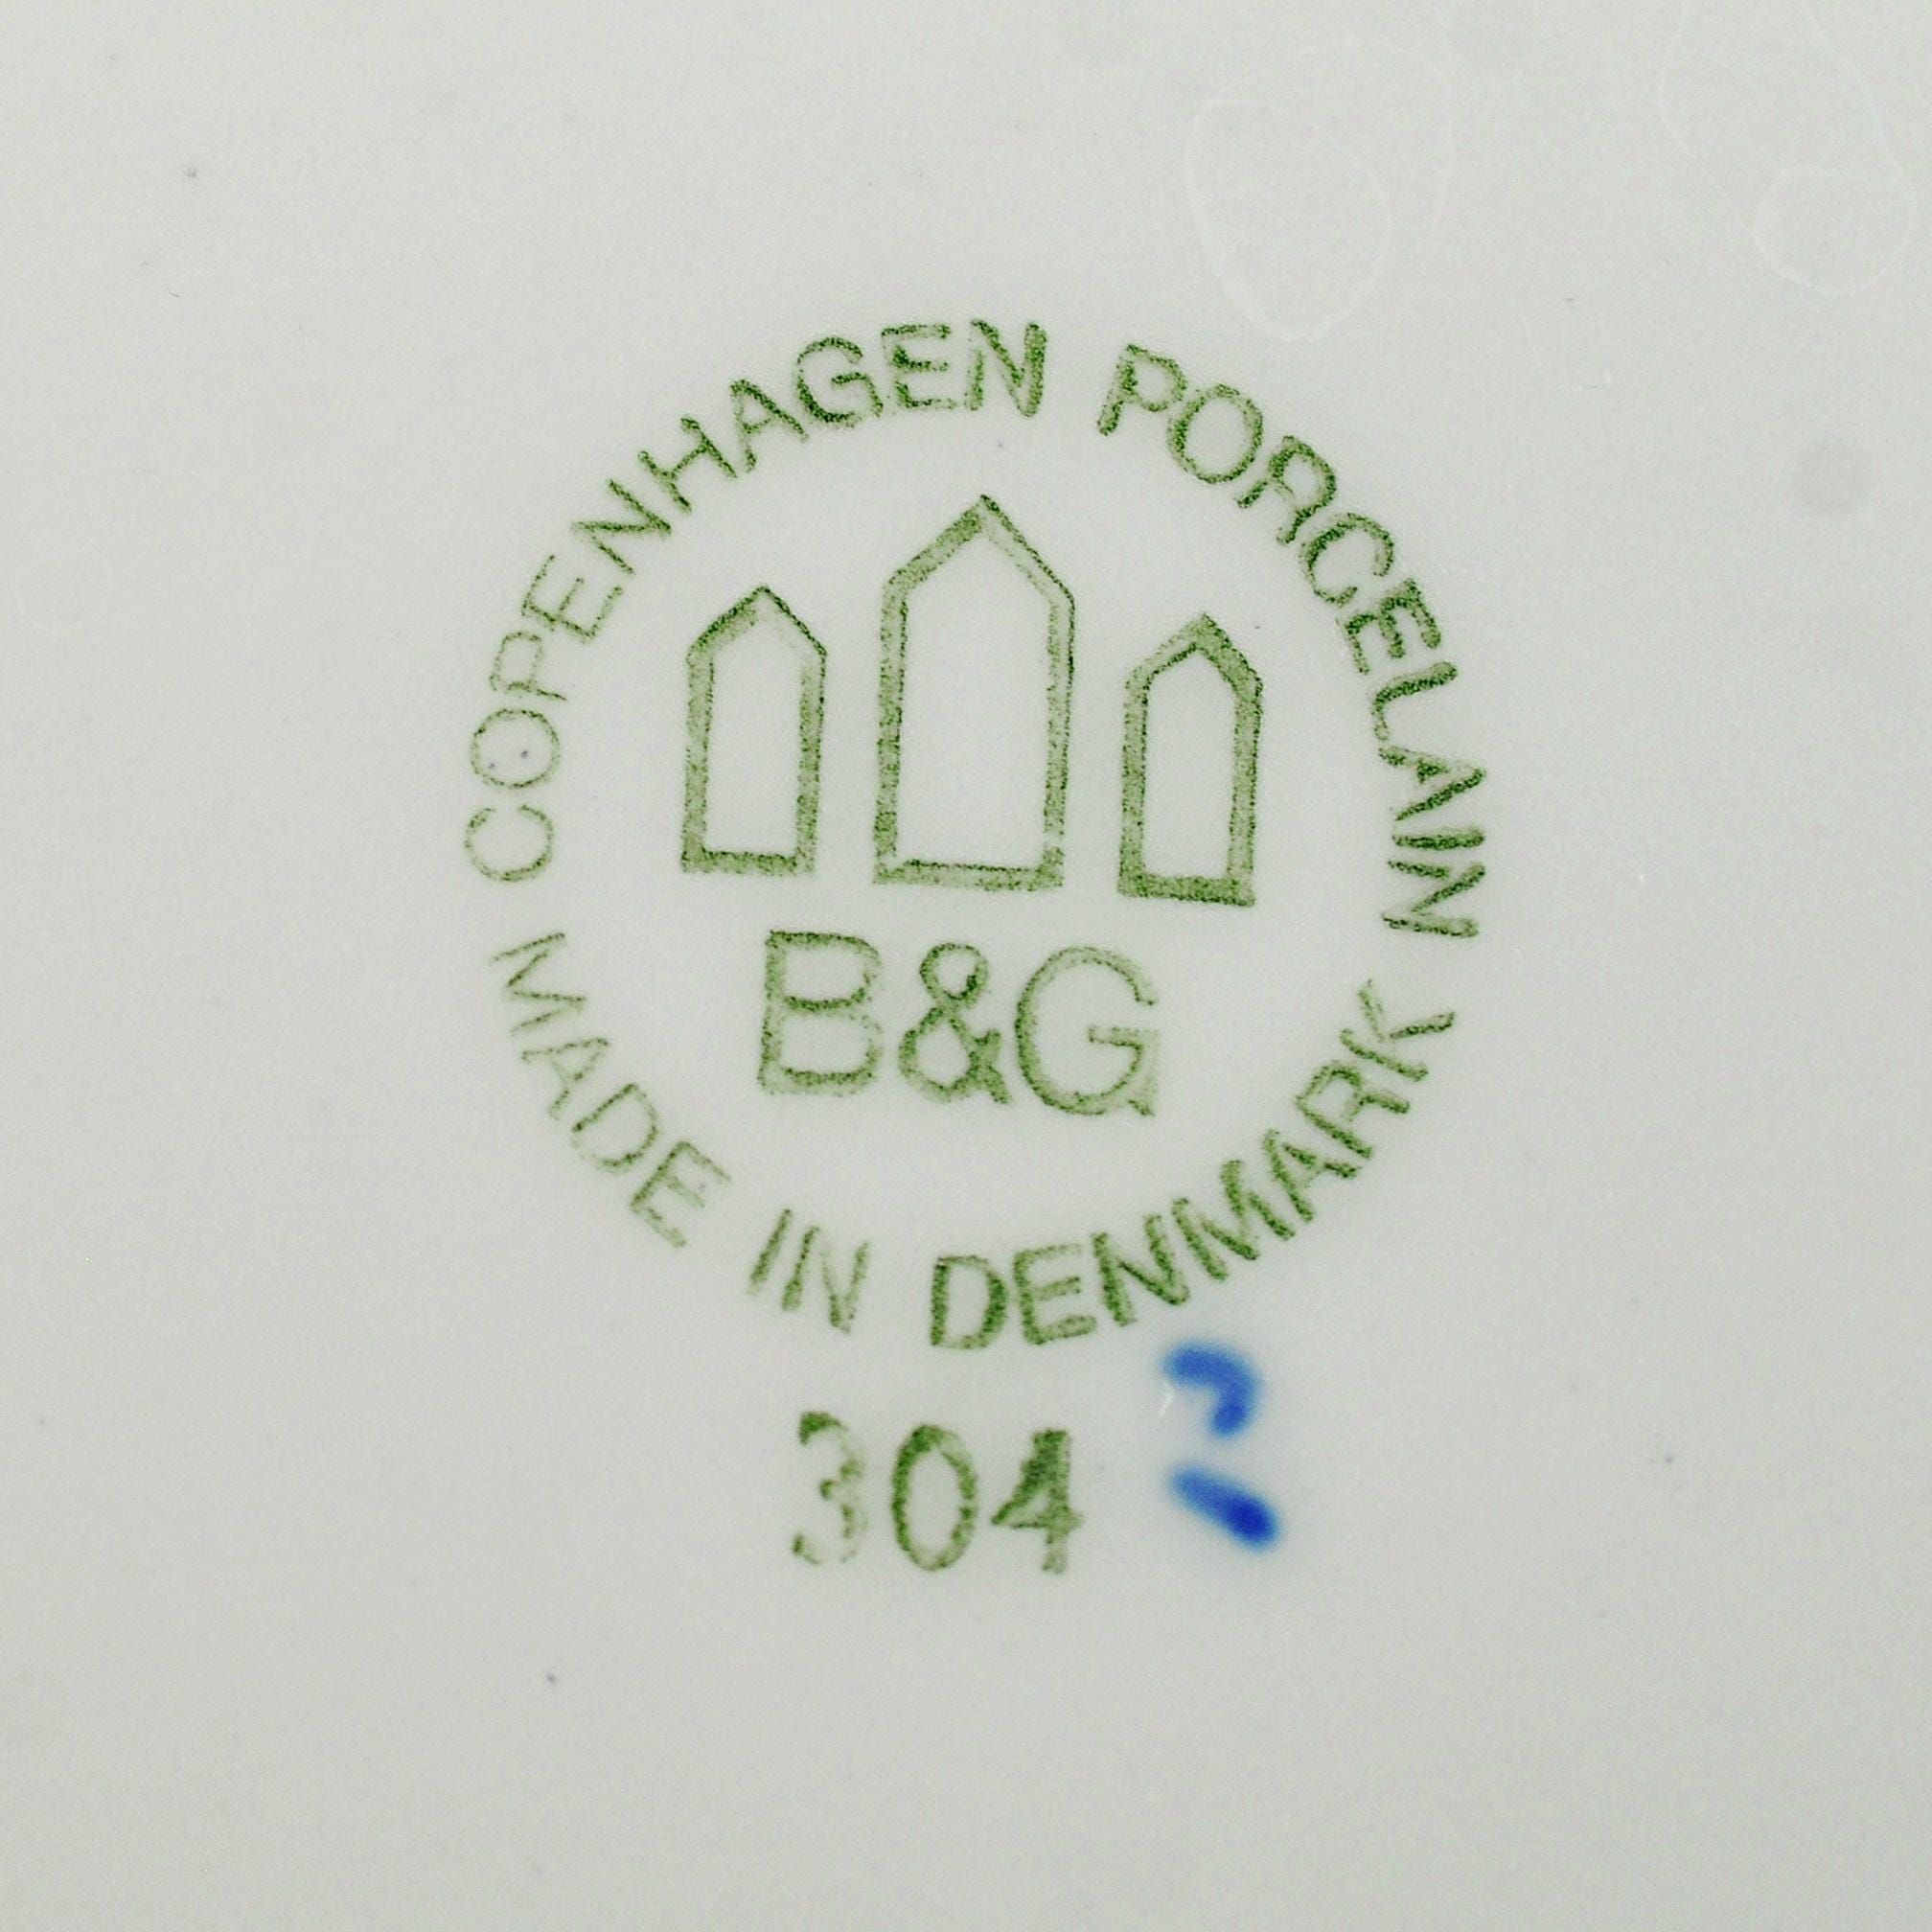 COPENHAGEN PORCELAIN
B&G
MADE IN DENMARK
304